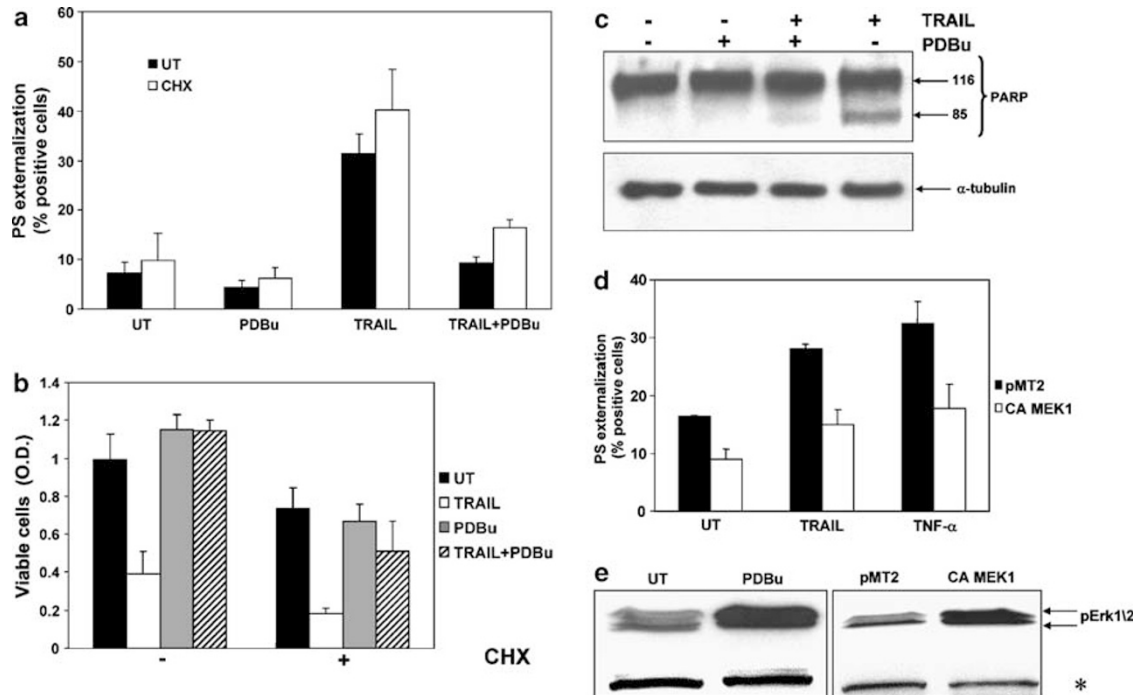 a
60
50
40
30
20
10
0
PS externalization
(% positive cells)
UT
CHX
UT PDBu TRAIL TRAIL+PDBu
b
1.4
1.2
1
0.8
0.6
0.4
0.2
0
Viable cells (O.D.)
UT
TRAIL
PDBu
TRAIL+PDBu
- + CHX
c
- - + + TRAIL
- + + - PDBu
116
85
PARP
α-tubulin
d
40
30
20
10
0
PS externalization
(% positive cells)
pMT2
CA MEK1
UT TRAIL TNF-α
e
UT PDBu pMT2 CA MEK1
pErk1\2
*